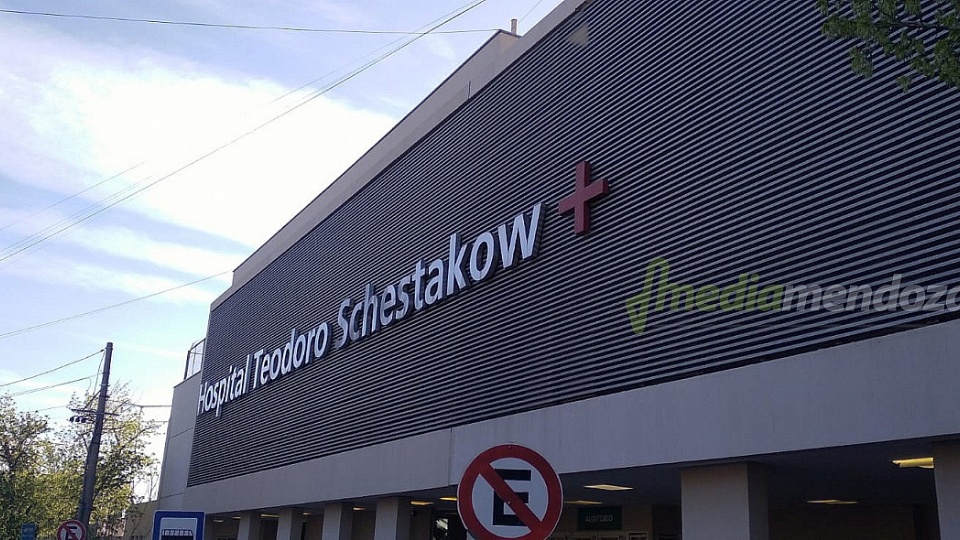 Hospital Teodoro Schestakow
mediamendoza
E
AUDITORIO